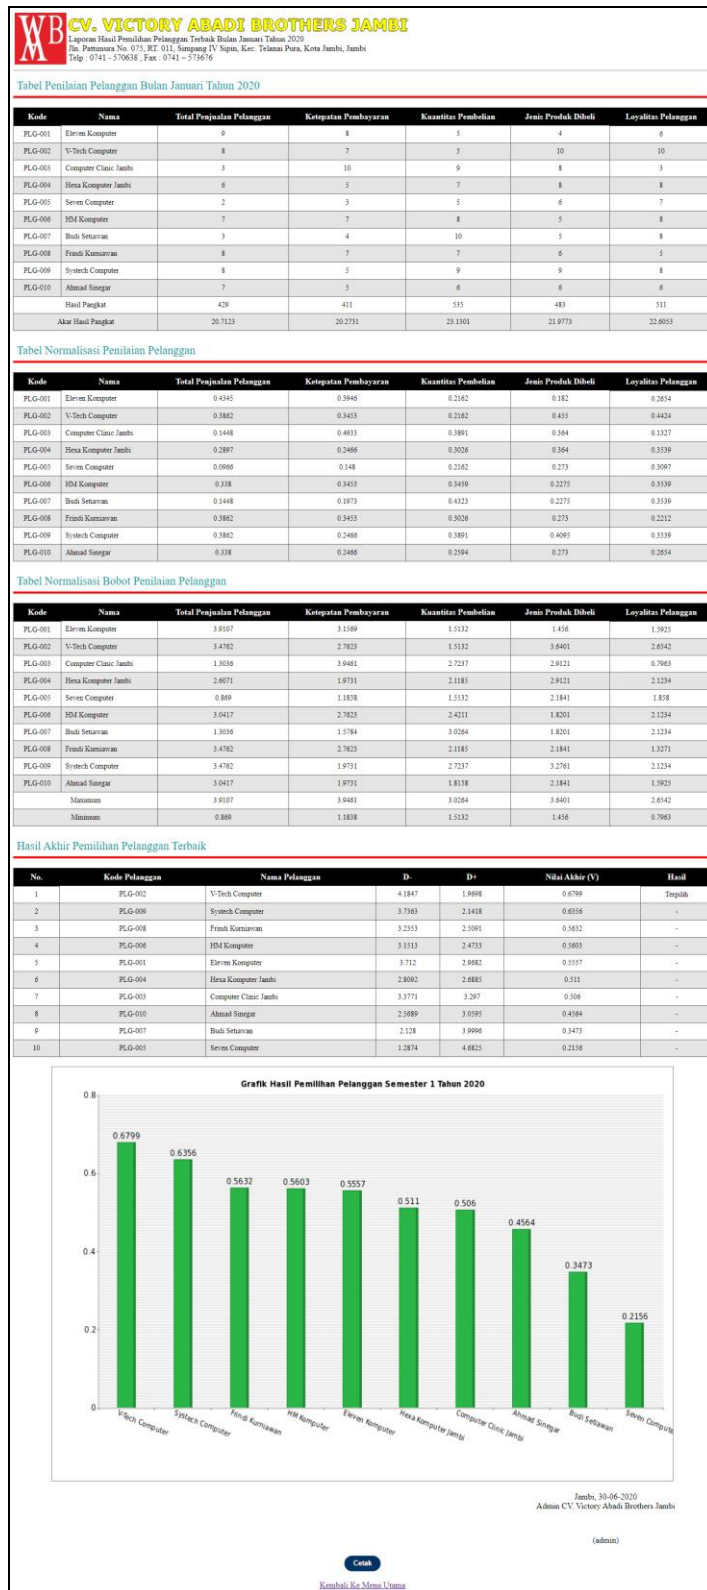 WB CV. VICTORY ABADI BROTHERS JAMBI
Laporan Hasil Pemilihan Pelanggan Terbaik Bulan Januari Tahun 2020
Jln. Pattimura No. 075, RT. 011, Simpang IV Sipin, Kec. Telanai Pura, Kota Jambi, Jambi
Telp : 0741 - 570638 , Fax : 0741 – 573676
Tabel Penilaian Pelanggan Bulan Januari Tahun 2020
Kode Nama Total Penjualan Pelanggan Ketepatan Pembayaran Kuantitas Pembelian Jenis Produk Dibeli Loyalitas Pelanggan
PLG-001 Eleven Komputer 9 8 5 4 6
PLG-002 V-Tech Computer 8 7 5 10 10
PLG-003 Computer Clinic Jambi 3 10 9 8 3
PLG-004 Hexa Komputer Jambi 6 5 7 8 8
PLG-005 Seven Computer 2 3 5 6 7
PLG-006 HM Komputer 7 7 8 5 8
PLG-007 Budi Setiawan 3 4 10 5 8
PLG-008 Frindi Kurniawan 8 7 7 6 5
PLG-009 Systech Computer 8 5 9 9 8
PLG-010 Ahmad Sinegar 7 5 6 6 6
Hasil Pangkat 429 411 535 483 511
Akar Hasil Pangkat 20.7123 20.2731 23.1301 21.9773 22.6053
Tabel Normalisasi Penilaian Pelanggan
Kode Nama Total Penjualan Pelanggan Ketepatan Pembayaran Kuantitas Pembelian Jenis Produk Dibeli Loyalitas Pelanggan
PLG-001 Eleven Komputer 0.4345 0.3946 0.2162 0.182 0.2654
PLG-002 V-Tech Computer 0.3862 0.3453 0.2162 0.455 0.4424
PLG-003 Computer Clinic Jambi 0.1448 0.4933 0.3891 0.364 0.1327
PLG-004 Hexa Komputer Jambi 0.2897 0.2466 0.3026 0.364 0.3539
PLG-005 Seven Computer 0.0966 0.148 0.2162 0.273 0.3097
PLG-006 HM Komputer 0.338 0.3453 0.3459 0.2275 0.3539
PLG-007 Budi Setiawan 0.1448 0.1973 0.4323 0.2275 0.3539
PLG-008 Frindi Kurniawan 0.3862 0.3453 0.3026 0.273 0.2212
PLG-009 Systech Computer 0.3862 0.2466 0.3891 0.4095 0.3539
PLG-010 Ahmad Sinegar 0.338 0.2466 0.2594 0.273 0.2654
Tabel Normalisasi Bobot Penilaian Pelanggan
Kode Nama Total Penjualan Pelanggan Ketepatan Pembayaran Kuantitas Pembelian Jenis Produk Dibeli Loyalitas Pelanggan
PLG-001 Eleven Komputer 3.9107 3.1569 1.5132 1.456 1.5925
PLG-002 V-Tech Computer 3.4762 2.7623 1.5132 3.6401 2.6542
PLG-003 Computer Clinic Jambi 1.3036 3.9461 2.7237 2.9121 0.7963
PLG-004 Hexa Komputer Jambi 2.6071 1.9731 2.1185 2.9121 2.1234
PLG-005 Seven Computer 0.869 1.1838 1.5132 2.1841 1.858
PLG-006 HM Komputer 3.0417 2.7623 2.4211 1.8201 2.1234
PLG-007 Budi Setiawan 1.3036 1.5784 3.0264 1.8201 2.1234
PLG-008 Frindi Kurniawan 3.4762 2.7623 2.1185 2.1841 1.3271
PLG-009 Systech Computer 3.4762 1.9731 2.7237 3.2761 2.1234
PLG-010 Ahmad Sinegar 3.0417 1.9731 1.8158 2.1841 1.5925
Maximum 3.9107 3.9461 3.0264 3.6401 2.6542
Minimum 0.869 1.1838 1.5132 1.456 0.7963
Hasil Akhir Pemilihan Pelanggan Terbaik
No. Kode Pelanggan Nama Pelanggan D- D+ Nilai Akhir (V) Hasil
1 PLG-002 V-Tech Computer 4.1847 1.9698 0.6799 Terpilih
2 PLG-009 Systech Computer 3.7363 2.1418 0.6356 -
3 PLG-008 Frindi Kurniawan 3.2353 2.5091 0.5632 -
4 PLG-006 HM Komputer 3.1513 2.4733 0.5603 -
5 PLG-001 Eleven Komputer 3.712 2.9682 0.5557 -
6 PLG-004 Hexa Komputer Jambi 2.8092 2.6885 0.511 -
7 PLG-003 Computer Clinic Jambi 3.3771 3.297 0.506 -
8 PLG-010 Ahmad Sinegar 2.5689 3.0595 0.4564 -
9 PLG-007 Budi Setiawan 2.128 3.9996 0.3473 -
10 PLG-005 Seven Computer 1.2874 4.6825 0.2156 -
Grafik Hasil Pemilihan Pelanggan Semester 1 Tahun 2020
0.8
0.6
0.4
0.2
0
0.6799 0.6356 0.5632 0.5603 0.5557 0.511 0.506 0.4564 0.3473 0.2156
V-Tech Computer Systech Computer Frindi Kurniawan HM Komputer Eleven Komputer Hexa Komputer Jambi Computer Clinic Jambi Ahmad Sinegar Budi Setiawan Seven Compute
Jambi, 30-06-2020
Admin CV. Victory Abadi Brothers Jambi
(admin)
Cetak
Kembali Ke Menu Utama